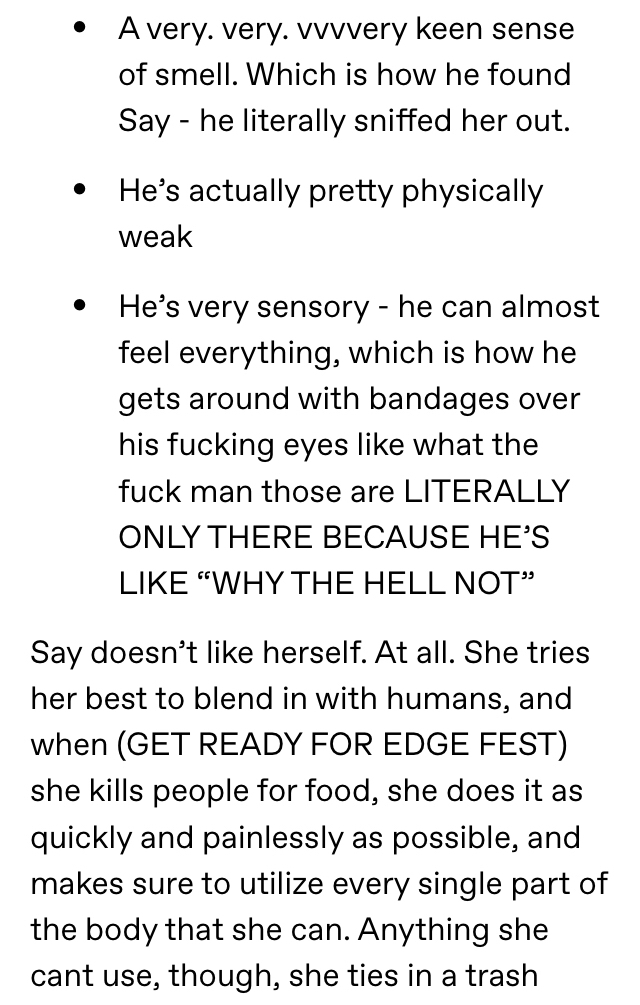 • A very. very. vvvvery keen sense
of smell. Which is how he found
Say - he literally sniffed her out.
• He’s actually pretty physically
weak
• He’s very sensory - he can almost
feel everything, which is how he
gets around with bandages over
his fucking eyes like what the
fuck man those are LITERALLY
ONLY THERE BECAUSE HE’S
LIKE “WHY THE HELL NOT”
Say doesn’t like herself. At all. She tries
her best to blend in with humans, and
when (GET READY FOR EDGE FEST)
she kills people for food, she does it as
quickly and painlessly as possible, and
makes sure to utilize every single part of
the body that she can. Anything she
cant use, though, she ties in a trash